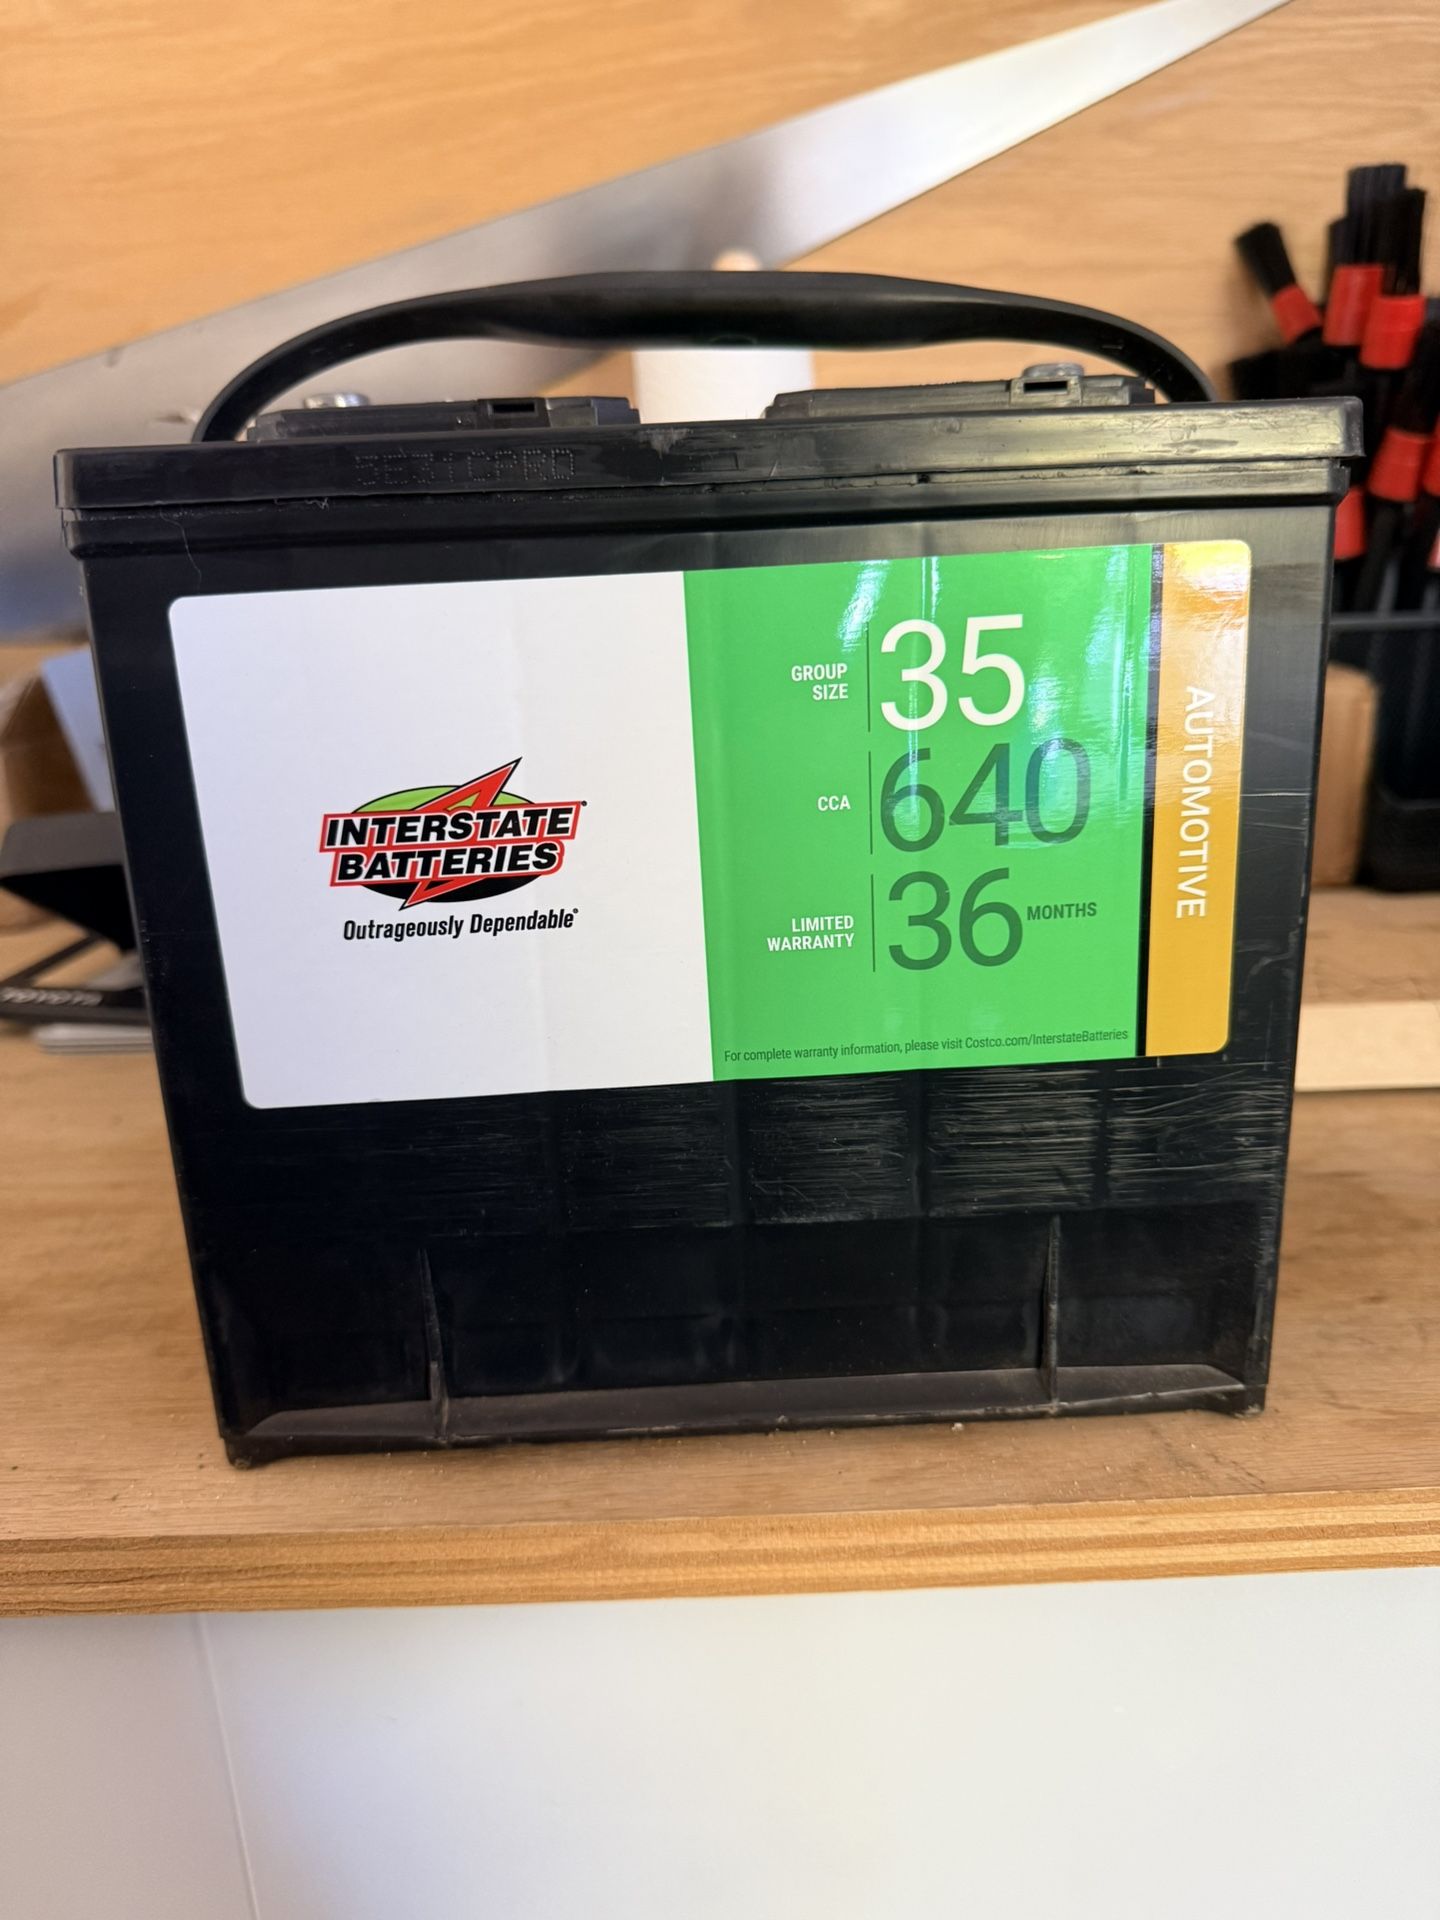 GROUP
SIZE
35
CCA
640
LIMITED
WARRANTY
36 MONTHS
AUTOMOTIVE
INTERSTATE®
BATTERIES
Outrageously Dependable®
For complete warranty information, please visit Costco.com/InterstateBatteries
TOYOTA